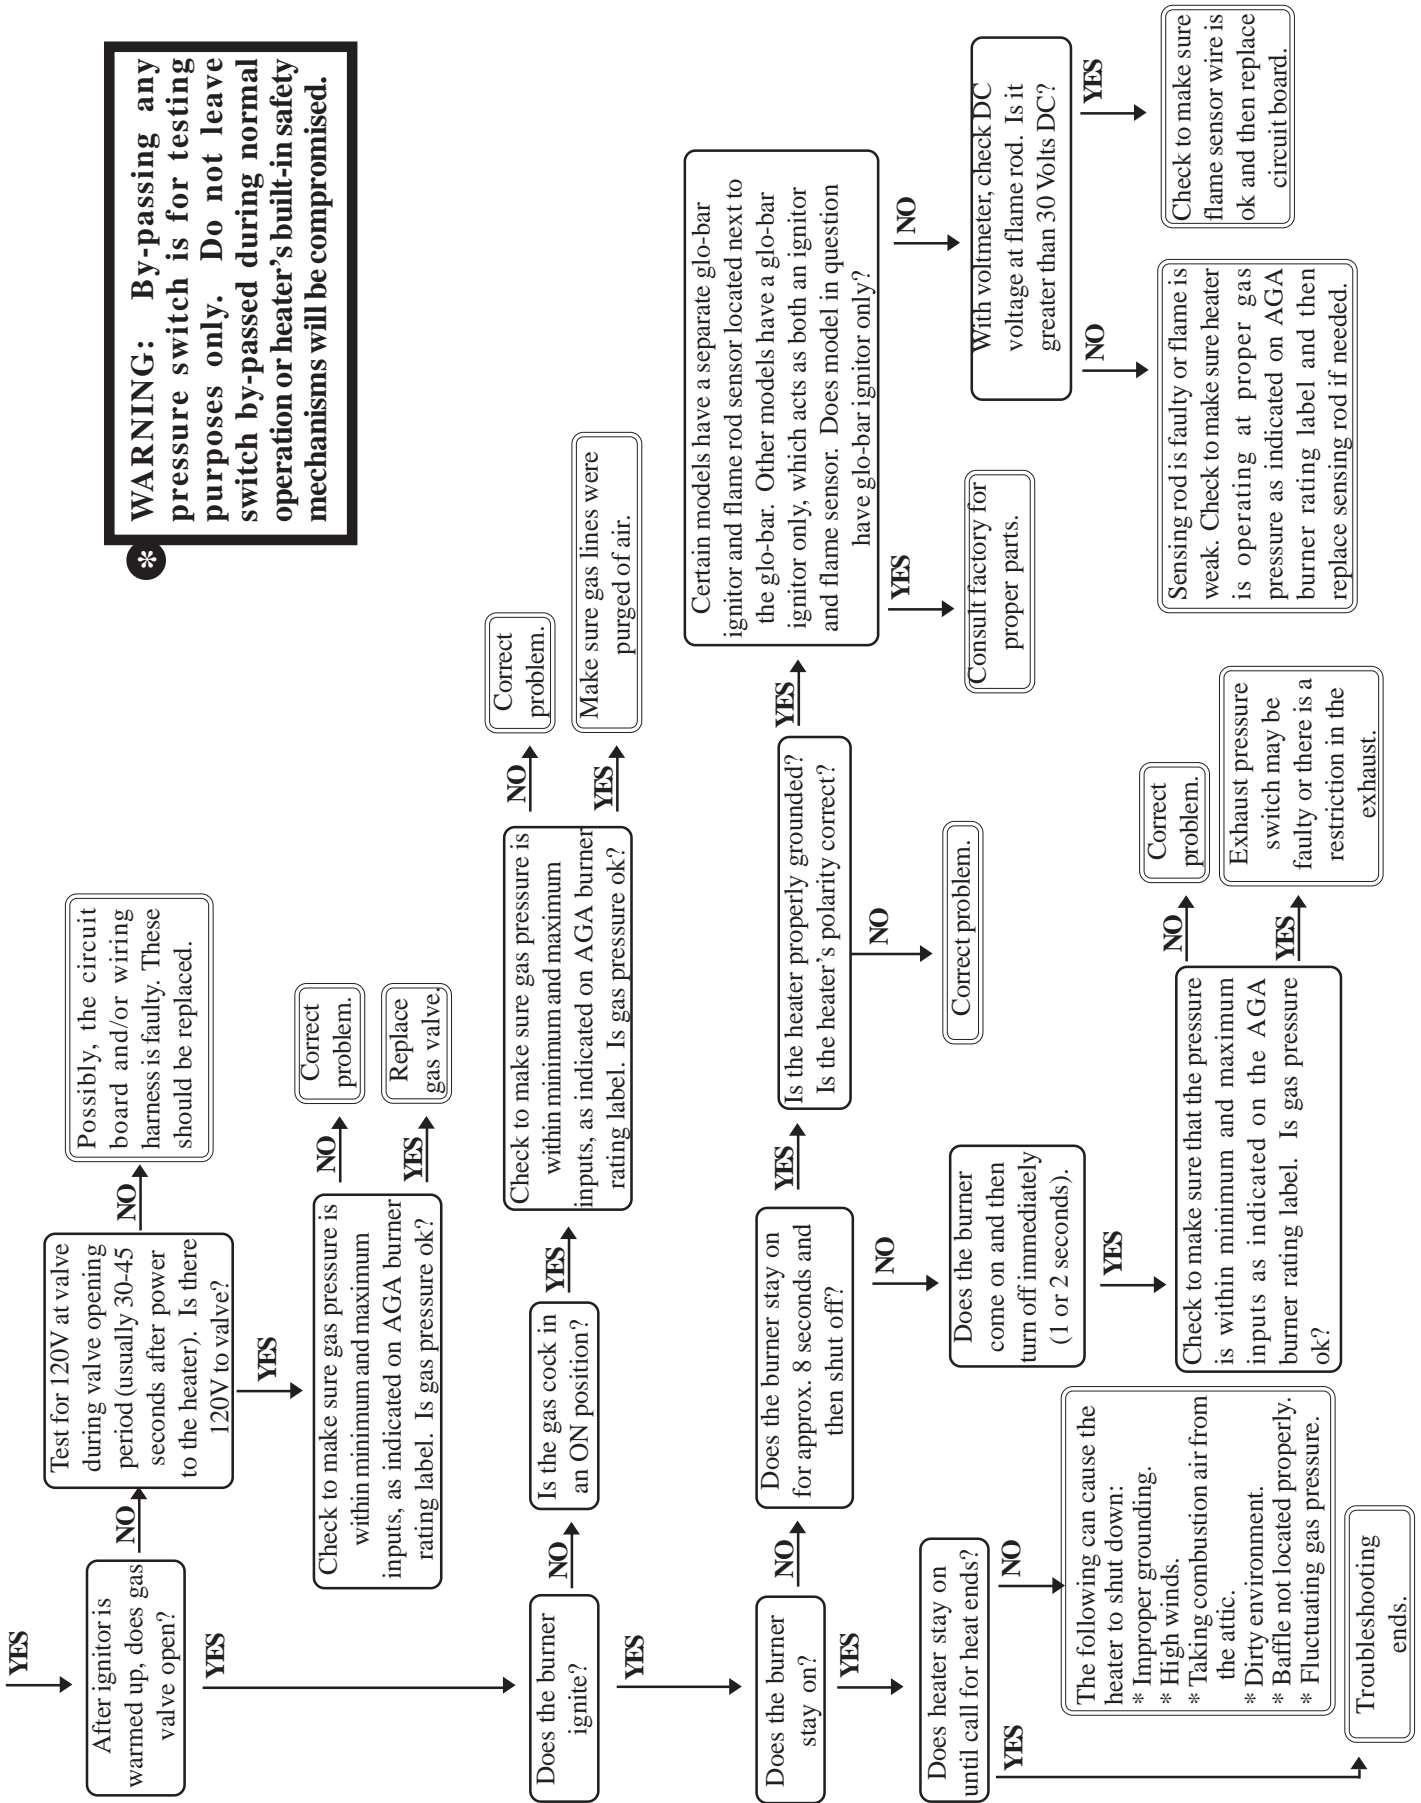 YES
After ignitor is
warmed up, does gas
valve open?
NO
Test for 120V at valve
during valve opening
period (usually 30-45
seconds after power
to the heater). Is there
120V to valve?
NO
Possibly, the circuit
board and/or wiring
harness is faulty. These
should be replaced.
YES
Check to make sure gas pressure is
within minimum and maximum
inputs, as indicated on AGA burner
rating label. Is gas pressure ok?
NO
Correct
problem.
YES
Replace
gas valve.
*
WARNING: By-passing any
pressure switch is for testing
purposes only. Do not leave
switch by-passed during normal
operation or heater's built-in safety
mechanisms will be compromised.
YES
Does the burner
ignite?
NO
Is the gas cock in
an ON position?
YES
Check to make sure gas pressure is
within minimum and maximum
inputs, as indicated on AGA burner
rating label. Is gas pressure ok?
NO
Correct
problem.
YES
Make sure gas lines were
purged of air.
YES
Does the burner
stay on?
NO
Does the burner stay on
for approx. 8 seconds and
then shut off?
YES
Is the heater properly grounded?
Is the heater's polarity correct?
YES
Certain models have a separate glo-bar
ignitor and flame rod sensor located next to
the glo-bar. Other models have a glo-bar
ignitor only, which acts as both an ignitor
and flame sensor. Does model in question
have glo-bar ignitor only?
NO
Correct problem.
YES
Consult factory for
proper parts.
NO
With voltmeter, check DC
voltage at flame rod. Is it
greater than 30 Volts DC?
NO
Sensing rod is faulty or flame is
weak. Check to make sure heater
is operating at proper gas
pressure as indicated on AGA
burner rating label and then
replace sensing rod if needed.
YES
Check to make sure
flame sensor wire is
ok and then replace
circuit board.
NO
Does the burner
come on and then
turn off immediately
(1 or 2 seconds).
YES
Check to make sure that the pressure
is within minimum and maximum
inputs as indicated on the AGA
burner rating label. Is gas pressure
ok?
NO
Correct
problem.
YES
Exhaust pressure
switch may be
faulty or there is a
restriction in the
exhaust.
YES
Does heater stay on
until call for heat ends?
NO
The following can cause the
heater to shut down:
* Improper grounding.
* High winds.
* Taking combustion air from
the attic.
* Dirty environment.
* Baffle not located properly.
* Fluctuating gas pressure.
YES
Troubleshooting
ends.